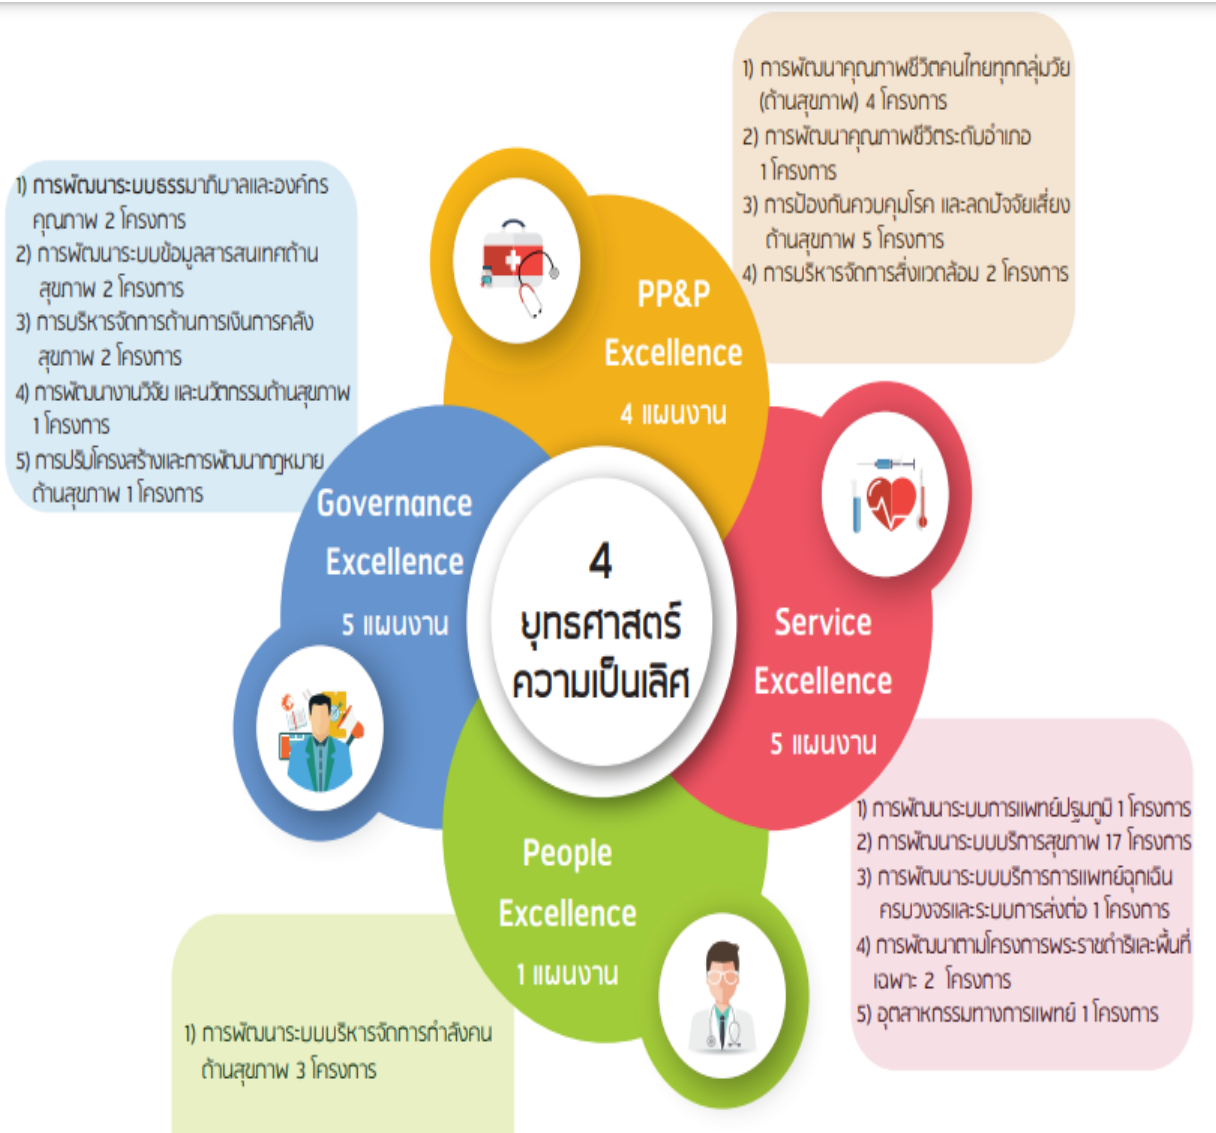 1) การพัฒนาคุณภาพชีวิตคนไทยทุกกลุ่มวัย
(ด้านสุขภาพ) 4 โครงการ
2) การพัฒนาคุณภาพชีวิตระดับอำเภอ
1 โครงการ
3) การป้องกันควบคุมโรค และลดปัจจัยเสี่ยง
ด้านสุขภาพ 5 โครงการ
4) การบริหารจัดการสิ่งแวดล้อม 2 โครงการ
1) การพัฒนาระบบธรรมาภิบาลและองค์กร
คุณภาพ 2 โครงการ
2) การพัฒนาระบบข้อมูลสารสนเทศด้าน
สุขภาพ 2 โครงการ
3) การบริหารจัดการด้านการเงินการคลัง
สุขภาพ 2 โครงการ
4) การพัฒนางานวิจัย และนวัตกรรมด้านสุขภาพ
1 โครงการ
5) การปรับโครงสร้างและการพัฒนากฎหมาย
ด้านสุขภาพ 1 โครงการ
PP&P
Excellence
4 แผนงาน
Governance
Excellence
5 แผนงาน
4
ยุทธศาสตร์
ความเป็นเลิศ
Service
Excellence
5 แผนงาน
People
Excellence
1 แผนงาน
1) การพัฒนาระบบการแพทย์ปฐมภูมิ 1 โครงการ
2) การพัฒนาระบบบริการสุขภาพ 17 โครงการ
3) การพัฒนาระบบบริการการแพทย์ฉุกเฉิน
ครบวงจรและระบบการส่งต่อ 1 โครงการ
4) การพัฒนาตามโครงการพระราชดำริและพื้นที่
เฉพาะ 2 โครงการ
5) อุตสาหกรรมทางการแพทย์ 1 โครงการ
1) การพัฒนาระบบบริหารจัดการกำลังคน
ด้านสุขภาพ 3 โครงการ